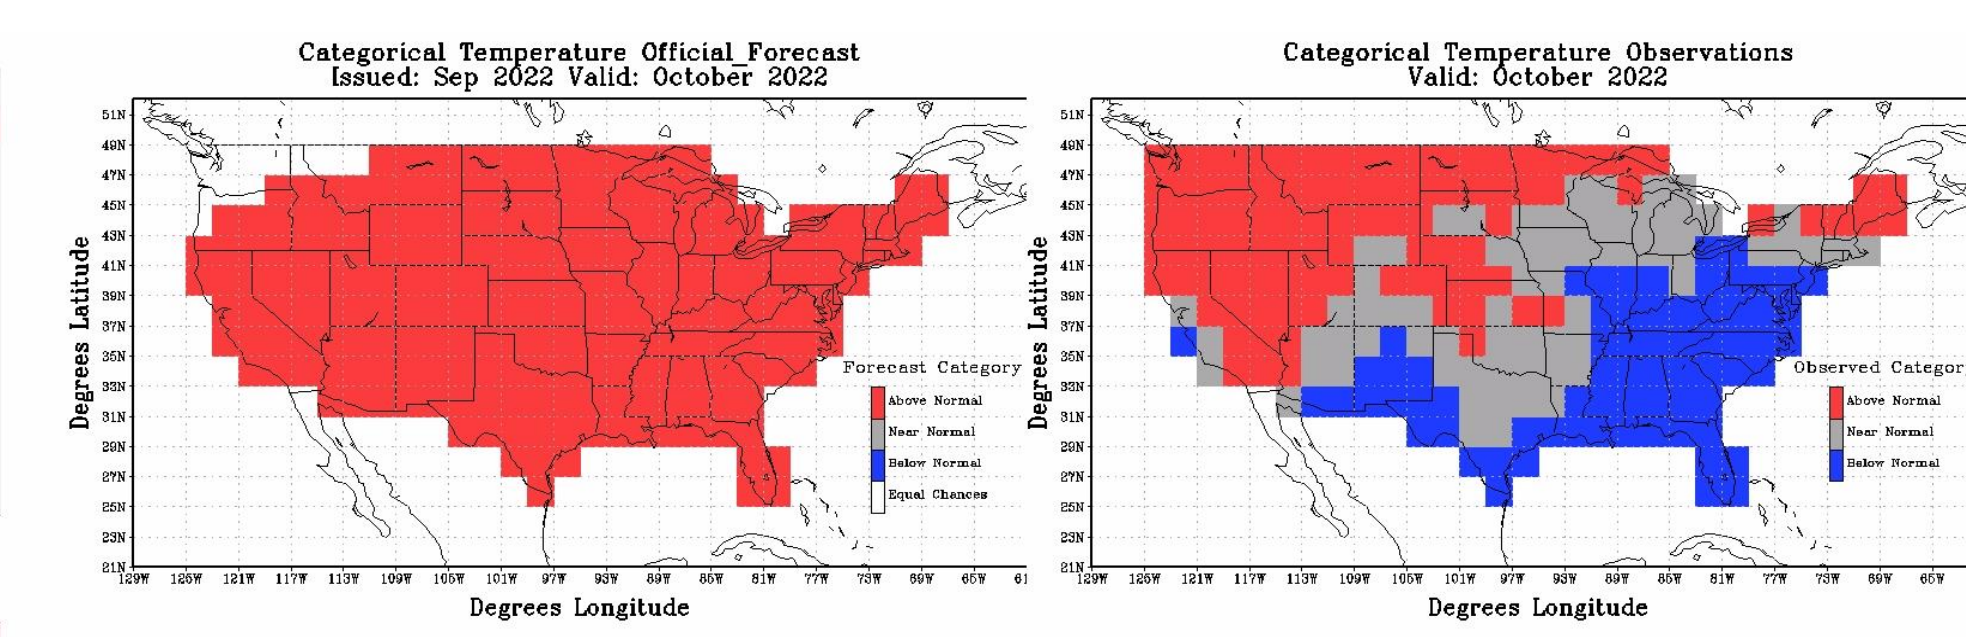 Categorical Temperature Official_Forecast
Issued: Sep 2022 Valid: October 2022
51N
49N
47N
45N
43N
41N
39N
37N
35N
33N
31N
29N
27N
25N
23N
21N
Degrees Latitude
Forecast Category
Above Normal
Near Normal
Below Normal
Equal Chances
129W 125W 121W 117W 113W 109W 105W 101W 97W 93W 89W 85W 81W 77W 73W 69W 65W 61
Degrees Longitude
Categorical Temperature Observations
Valid: October 2022
51N
49N
47N
45N
43N
41N
39N
37N
35N
33N
31N
29N
27N
25N
23N
21N
Degrees Latitude
Observed Categor
Above Normal
Near Normal
Below Normal
129W 125W 121W 117W 113W 109W 105W 101W 97W 93W 89W 85W 81W 77W 73W 69W 65W
Degrees Longitude